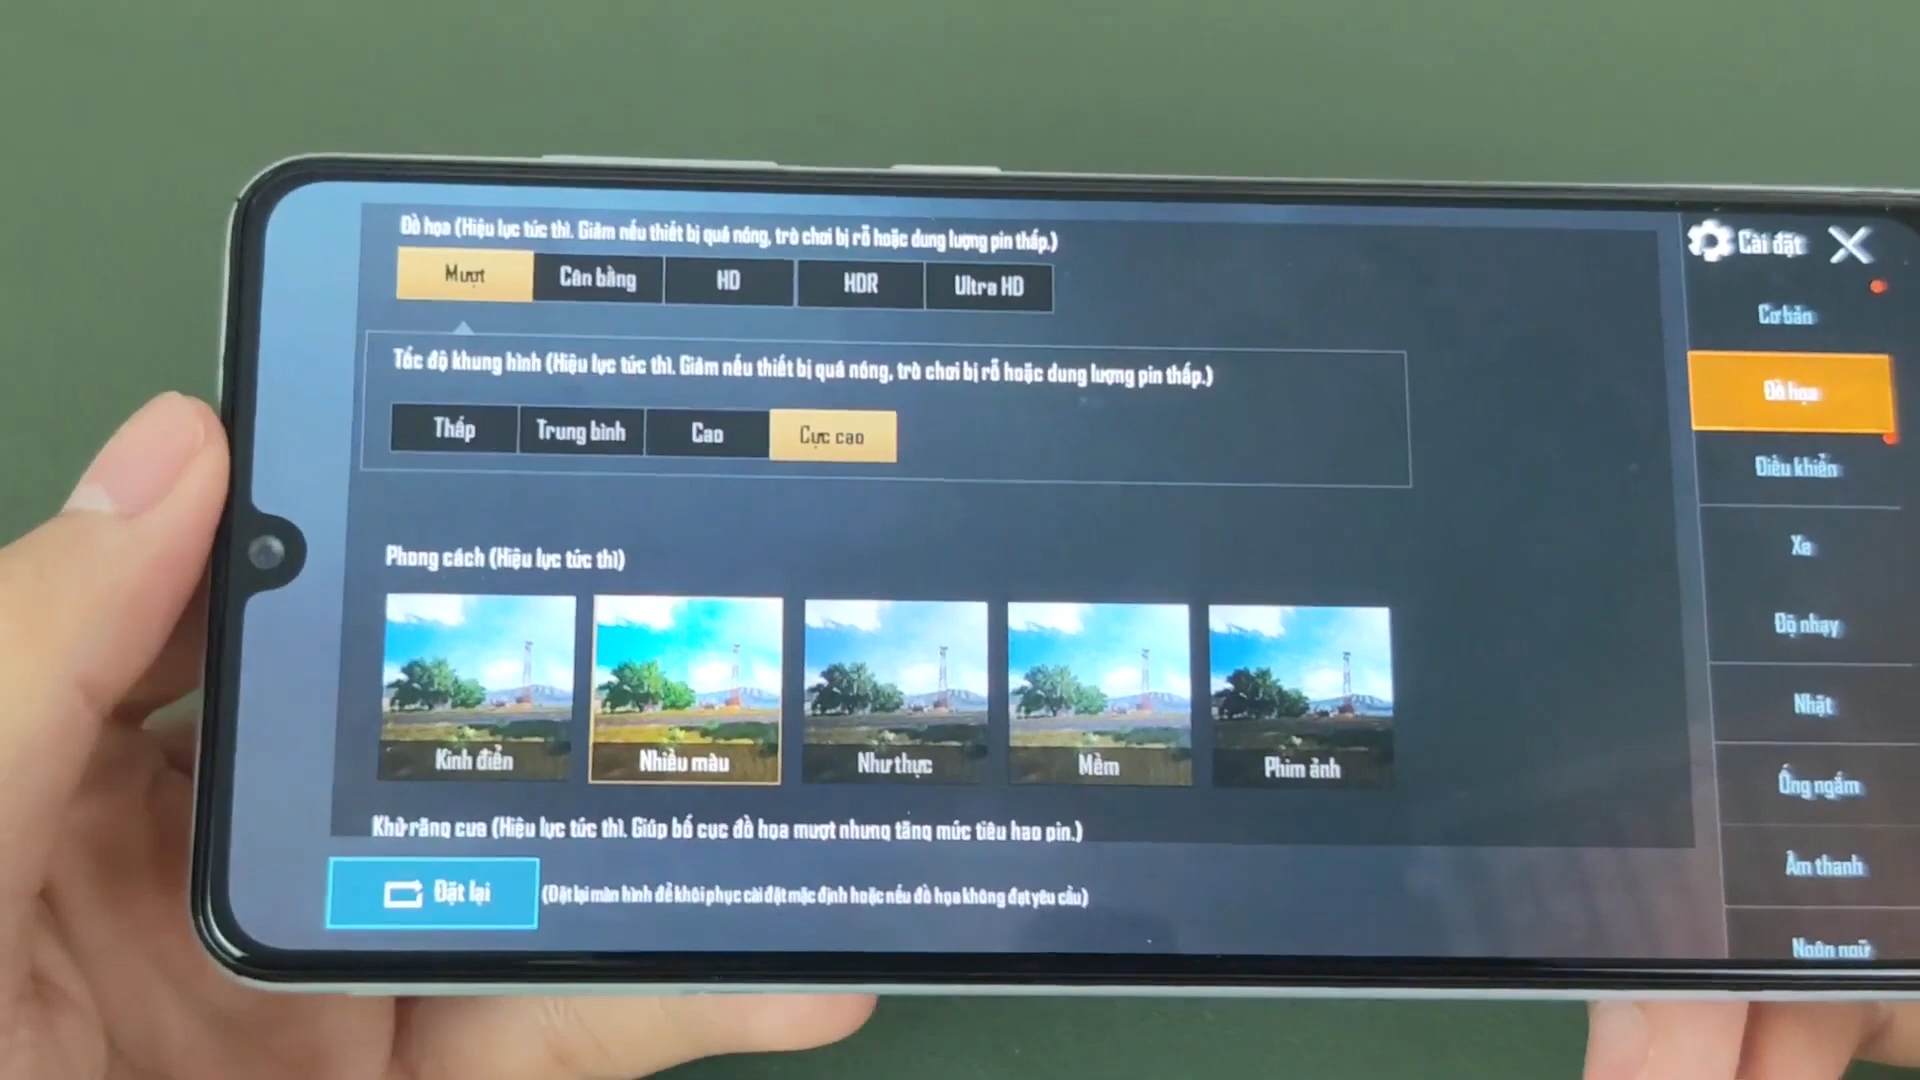 Đồ họa (Hiệu lực tức thì. Giảm nếu thiết bị quá nóng, trò chơi bị rỗ hoặc dung lượng pin thấp.)
Mượt Cân bằng HD HDR Ultra HD
Tốc độ khung hình (Hiệu lực tức thì. Giảm nếu thiết bị quá nóng, trò chơi bị rỗ hoặc dung lượng pin thấp.)
Thấp Trung bình Cao Cực cao
Phong cách (Hiệu lực tức thì)
Kinh điển Nhiều màu Như thực Mềm Phim ảnh
Khử răng cưa (Hiệu lực tức thì. Giúp bố cục đồ họa mượt nhưng tăng mức tiêu hao pin.)
Đặt lại (Đặt lại màn hình để khôi phục cài đặt mặc định hoặc nếu đồ họa không đạt yêu cầu)
Cài đặt
Cơ bản
Đồ họa
Điều khiển
Xe
Độ nhạy
Nhặt
Ống ngắm
Âm thanh
Ngôn ngữ